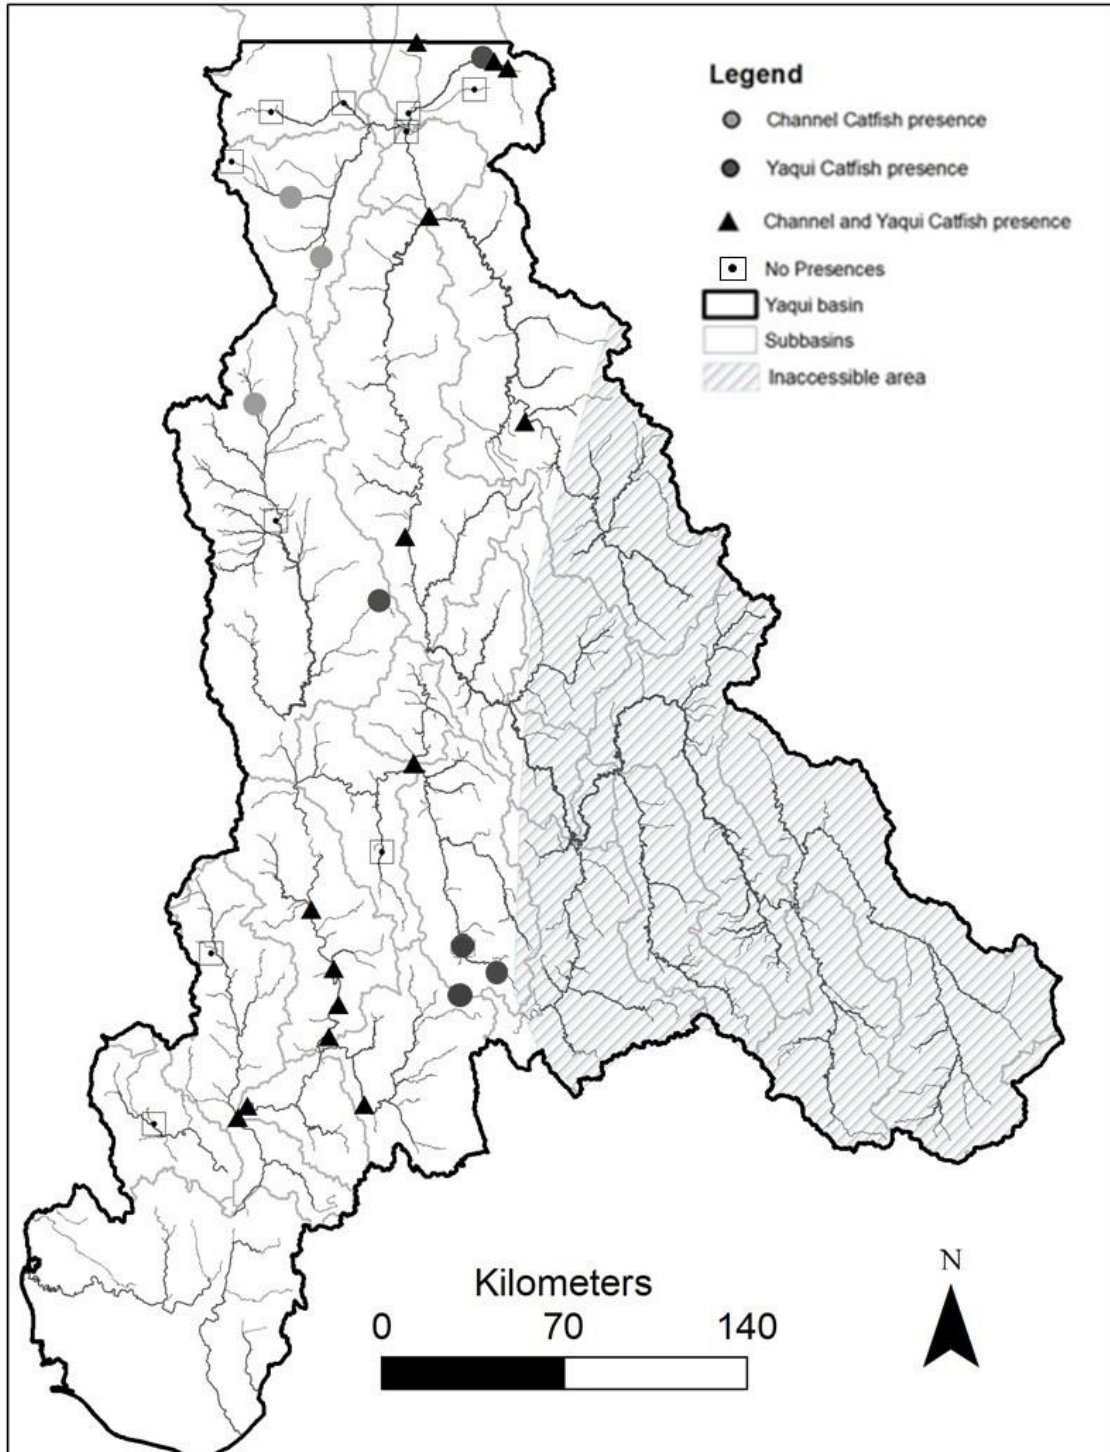 Legend
Channel Catfish presence
Yaqui Catfish presence
Channel and Yaqui Catfish presence
No Presences
Yaqui basin
Subbasins
Inaccessible area
N
Kilometers
0 70 140